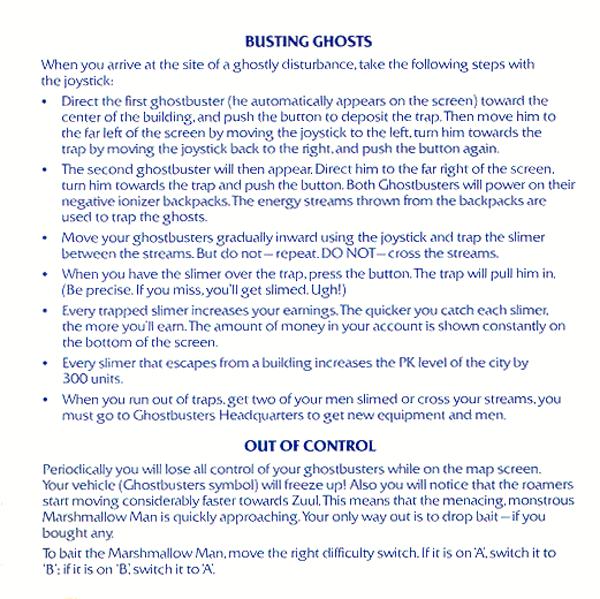 BUSTING GHOSTS
When you arrive at the site of a ghostly disturbance, take the following steps with
the joystick:
• Direct the first ghostbuster (he automatically appears on the screen) toward the
center of the building, and push the button to deposit the trap. Then move him to
the far left of the screen by moving the joystick to the left, turn him towards the
trap by moving the joystick back to the right, and push the button again.
• The second ghostbuster will then appear. Direct him to the far right of the screen,
turn him towards the trap and push the button. Both Ghostbusters will power on their
negative ionizer backpacks. The energy streams thrown from the backpacks are
used to trap the ghosts.
• Move your ghostbusters gradually inward using the joystick and trap the slimer
between the streams. But do not—repeat, DO NOT—cross the streams.
• When you have the slimer over the trap, press the button. The trap will pull him in.
(Be precise. If you miss, you'll get slimed. Ugh!)
• Every trapped slimer increases your earnings. The quicker you catch each slimer,
the more you'll earn. The amount of money in your account is shown constantly on
the bottom of the screen.
• Every slimer that escapes from a building increases the PK level of the city by
300 units.
• When you run out of traps, get two of your men slimed or cross your streams, you
must go to Ghostbusters Headquarters to get new equipment and men.
OUT OF CONTROL
Periodically you will lose all control of your ghostbusters while on the map screen.
Your vehicle (Ghostbusters symbol) will freeze up! Also you will notice that the roamers
start moving considerably faster towards Zuul. This means that the menacing, monstrous
Marshmallow Man is quickly approaching. Your only way out is to drop bait—if you
bought any.
To bait the Marshmallow Man, move the right difficulty switch. If it is on 'A', switch it to
'B'; if it is on 'B', switch it to 'A'.